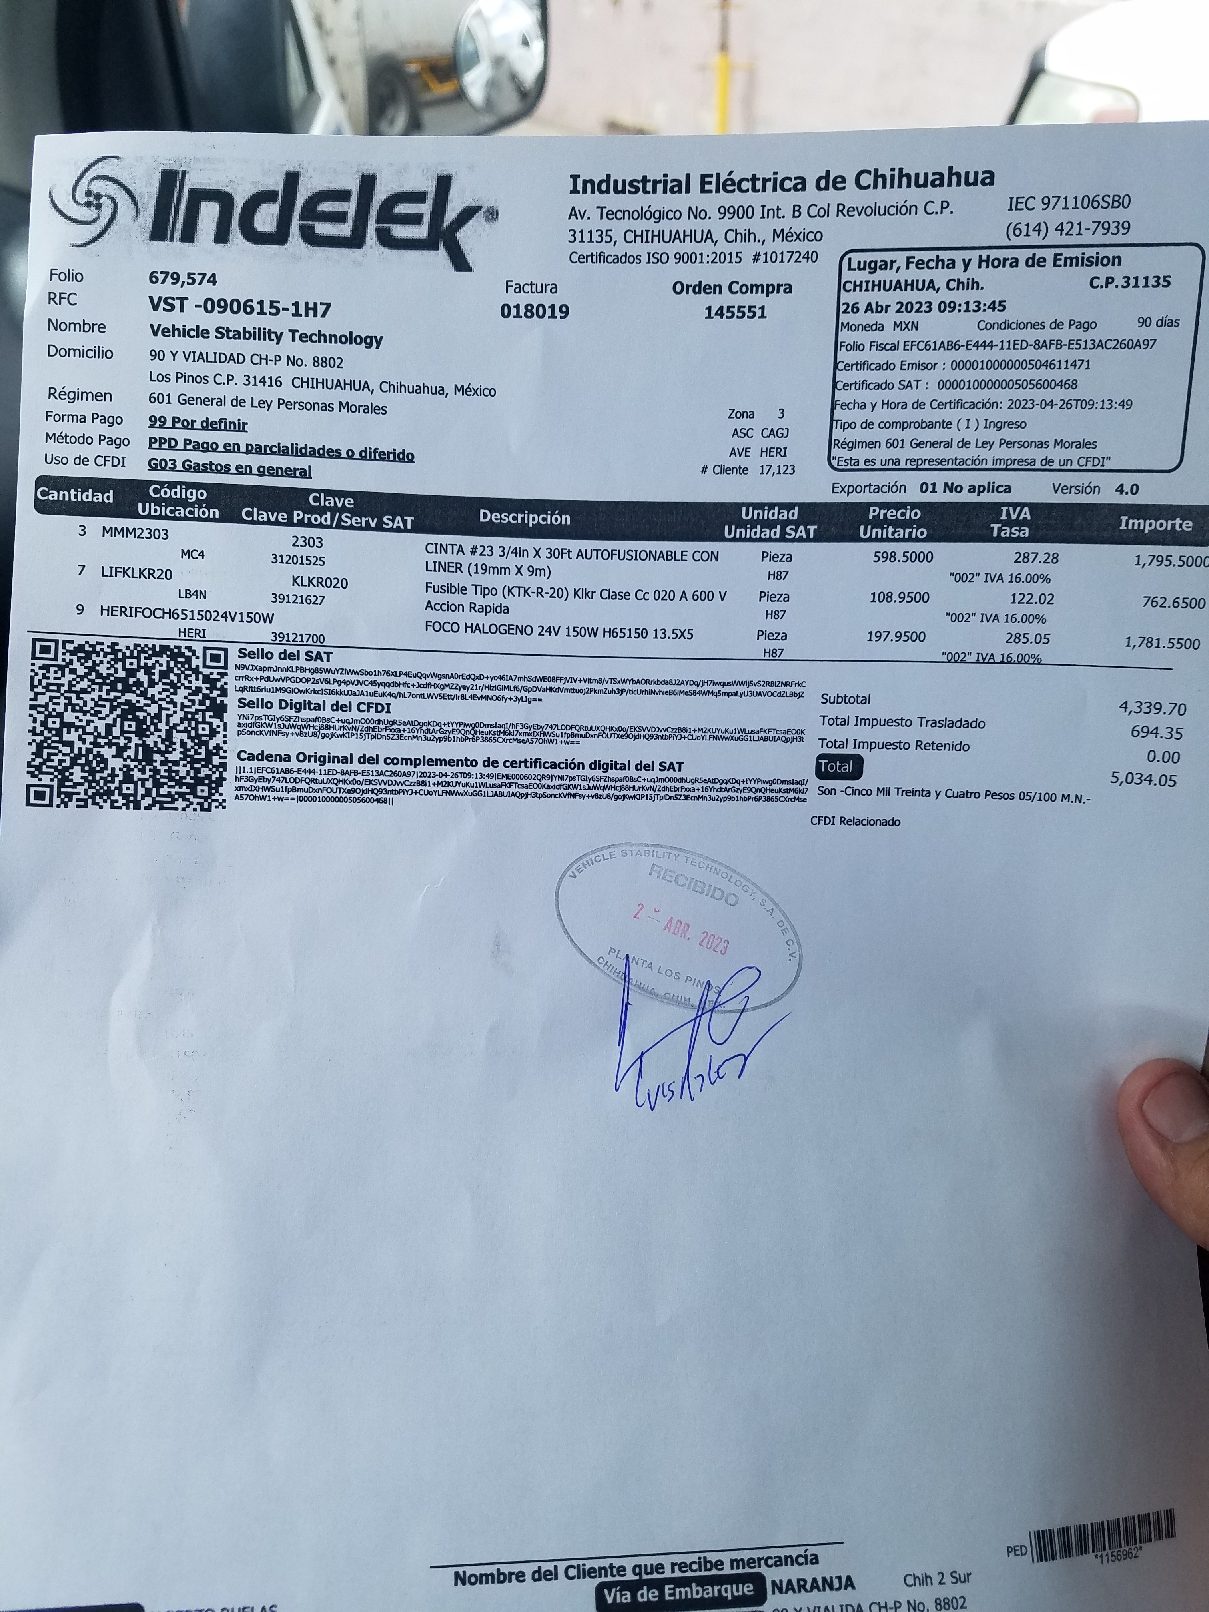 Indelek®
Industrial Eléctrica de Chihuahua
Av. Tecnológico No. 9900 Int. B Col Revolución C.P.
31135, CHIHUAHUA, Chih., México
Certificados ISO 9001:2015 #1017240
IEC 971106SB0
(614) 421-7939
Folio 679,574
RFC VST -090615-1H7
Factura
018019
Orden Compra
145551
Nombre Vehicle Stability Technology
Domicilio 90 Y VIALIDAD CH-P No. 8802
Los Pinos C.P. 31416 CHIHUAHUA, Chihuahua, México
Régimen 601 General de Ley Personas Morales
Forma Pago 99 Por definir
Método Pago PPD Pago en parcialidades o diferido
Uso de CFDI G03 Gastos en general
Zona 3
ASC CAGJ
AVE HERI
# Cliente 17,123
Lugar, Fecha y Hora de Emision
CHIHUAHUA, Chih. C.P.31135
26 Abr 2023 09:13:45
Moneda MXN Condiciones de Pago 90 días
Folio Fiscal EFC61AB6-E444-11ED-8AFB-E513AC260A97
Certificado Emisor : 00001000000504611471
Certificado SAT : 00001000000505600468
Fecha y Hora de Certificación: 2023-04-26T09:13:49
Tipo de comprobante ( I ) Ingreso
Régimen 601 General de Ley Personas Morales
"Esta es una representación impresa de un CFDI"
Exportación 01 No aplica Versión 4.0
Cantidad Código Ubicación Clave Clave Prod/Serv SAT Descripción Unidad Unidad SAT Precio Unitario IVA Tasa Importe
3 MMM2303 2303 CINTA #23 3/4In X 30Ft AUTOFUSIONABLE CON Pieza 598.5000 287.28 1,795.5000
MC4 31201525 LINER (19mm X 9m) H87 "002" IVA 16.00%
7 LIFKLKR20 KLKR020 Fusible Tipo (KTK-R-20) Klkr Clase Cc 020 A 600 V Pieza 108.9500 122.02 762.6500
LB4N 39121627 Accion Rapida H87 "002" IVA 16.00%
9 HERIFOCH6515024V150W FOCO HALOGENO 24V 150W H65150 13.5X5 Pieza 197.9500 285.05 1,781.5500
HERI 39121700 H87 "002" IVA 16.00%
Sello del SAT
Sello Digital del CFDI
Cadena Original del complemento de certificación digital del SAT
Subtotal 4,339.70
Total Impuesto Trasladado 694.35
Total Impuesto Retenido 0.00
Total 5,034.05
Son -Cinco Mil Treinta y Cuatro Pesos 05/100 M.N.-
CFDI Relacionado
VEHICLE STABILITY TECHNOLOGY, S.A. DE C.V.
RECIBIDO
ABR. 2023
PLANTA LOS PINOS
CHIHUAHUA, CHIH.
PED
*1156962*
Nombre del Cliente que recibe mercancía
Vía de Embarque NARANJA Chih 2 Sur
90 Y VIALIDA CH-P No. 8802